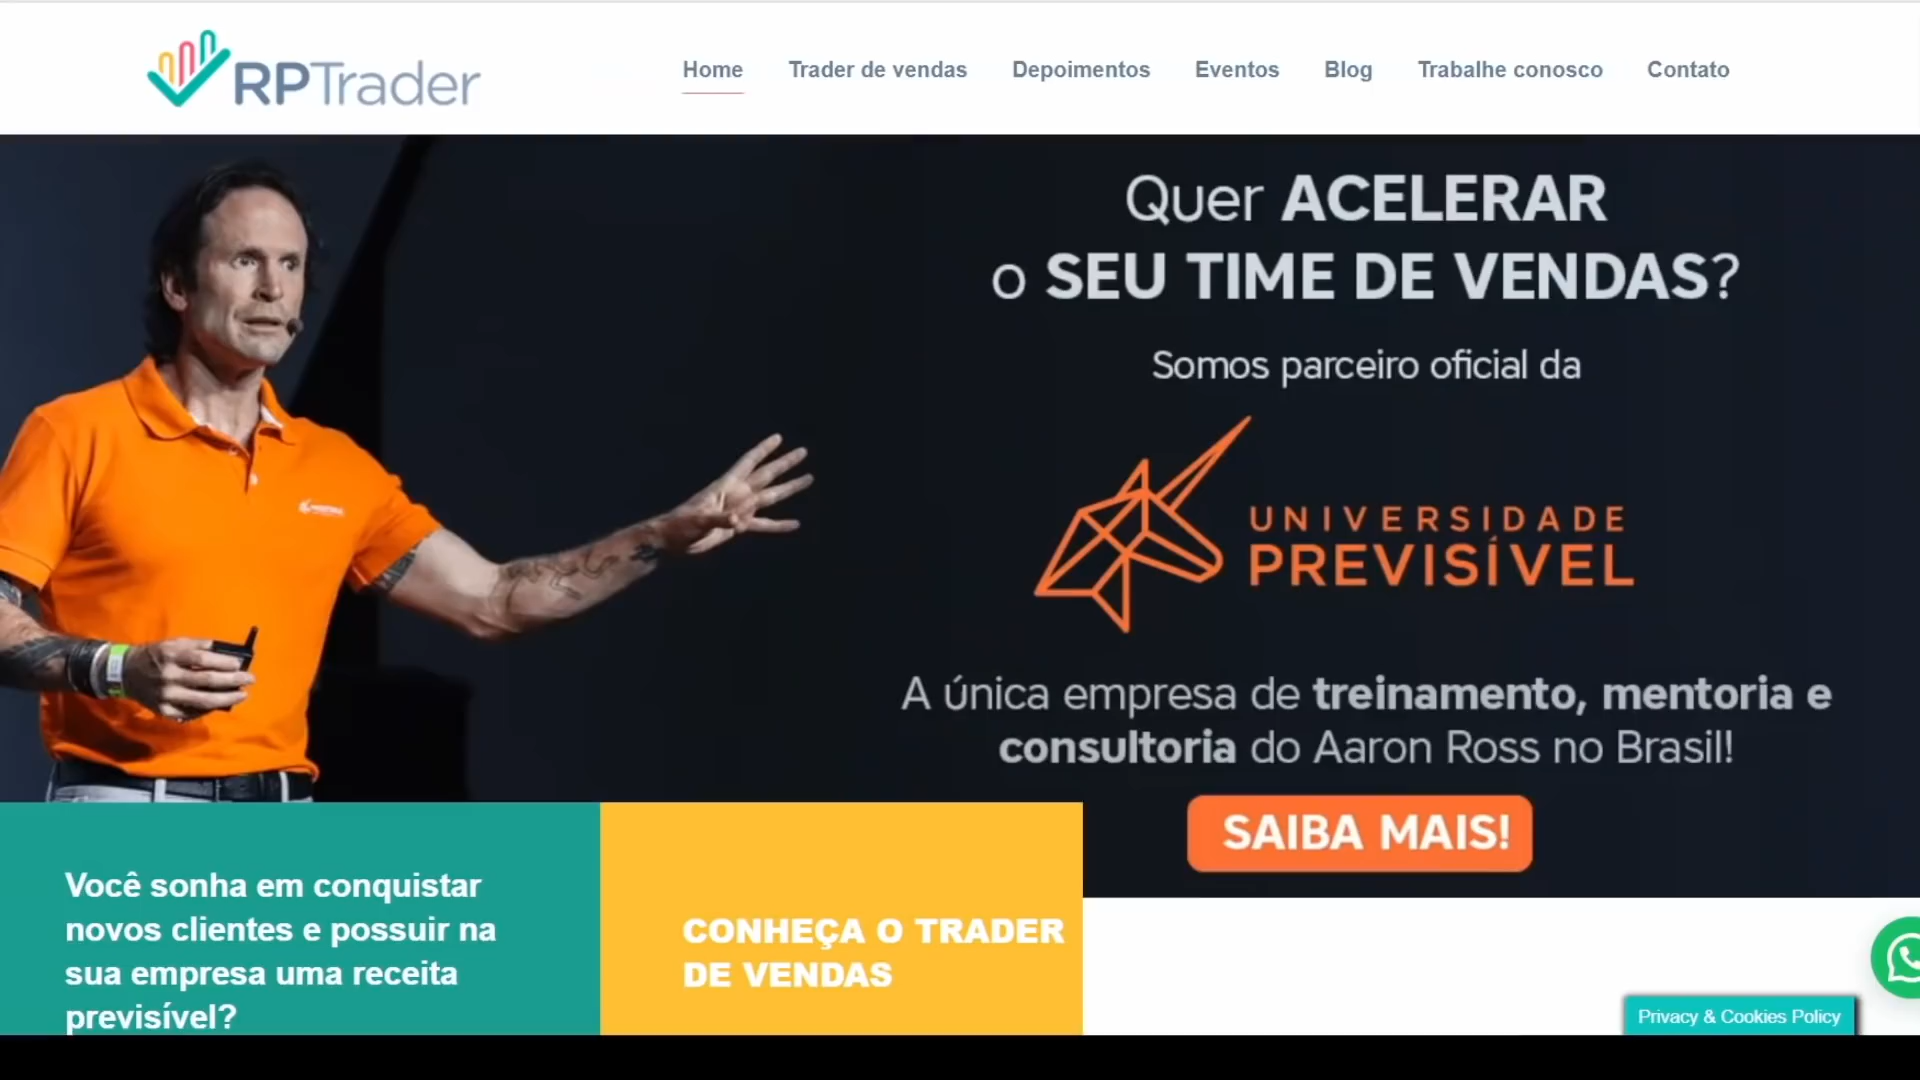 RPTrader
Home
Trader de vendas
Depoimentos
Eventos
Blog
Trabalhe conosco
Contato
Quer ACELERAR
o SEU TIME DE VENDAS?
Somos parceiro oficial da
UNIVERSIDADE
PREVISÍVEL
A única empresa de treinamento, mentoria e
consultoria do Aaron Ross no Brasil!
SAIBA MAIS!
Você sonha em conquistar
novos clientes e possuir na
sua empresa uma receita
previsível?
CONHEÇA O TRADER
DE VENDAS
Privacy & Cookies Policy